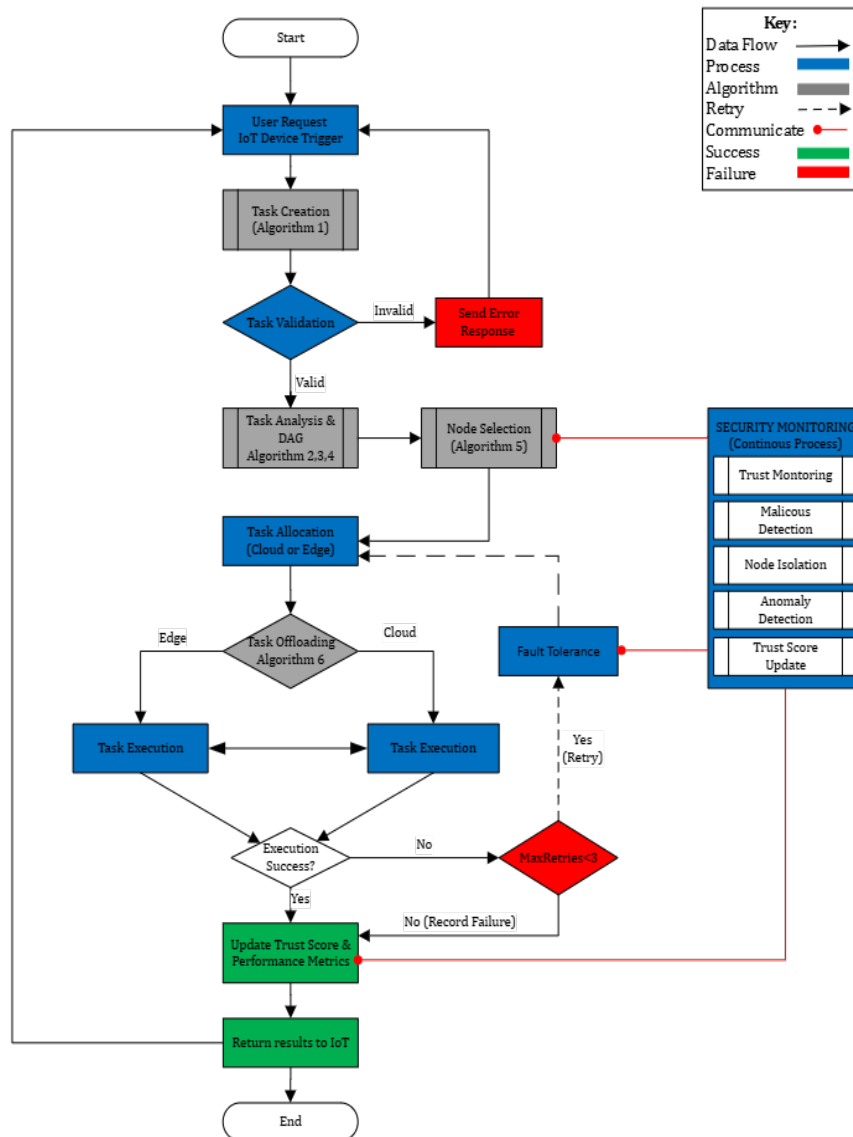 Start
Key:
Data Flow
Process
Algorithm
Retry
Communicate
Success
Failure
User Request
IoT Device Trigger
Task Creation
(Algorithm 1)
Task Validation
Invalid
Send Error
Response
Valid
Task Analysis &
DAG
Algorithm 2,3,4
Node Selection
(Algorithm 5)
SECURITY MONITORING
(Continous Process)
Trust Montoring
Malicous
Detection
Node Isolation
Anomaly
Detection
Trust Score
Update
Task Allocation
(Cloud or Edge)
Edge
Task Offloading
Algorithm 6
Cloud
Fault Tolerance
Task Execution
Task Execution
Yes
(Retry)
Execution
Success?
No
MaxRetries<3
Yes
No (Record Failure)
Update Trust Score &
Performance Metrics
Return results to IoT
End